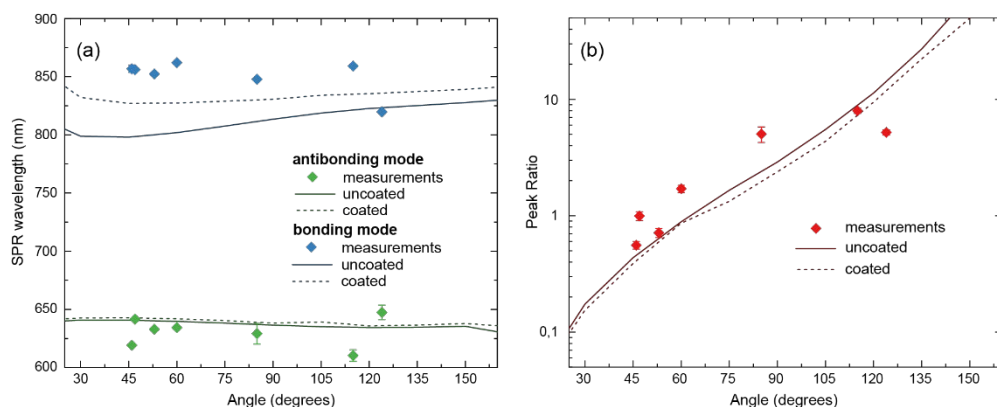 (a)
SPR wavelength (nm)
900
850
800
750
700
650
600
antibonding mode
measurements
uncoated
coated
bonding mode
measurements
uncoated
coated
30 45 60 75 90 105 120 135 150
Angle (degrees)
(b)
Peak Ratio
10
1
0,1
measurements
uncoated
coated
30 45 60 75 90 105 120 135 150
Angle (degrees)